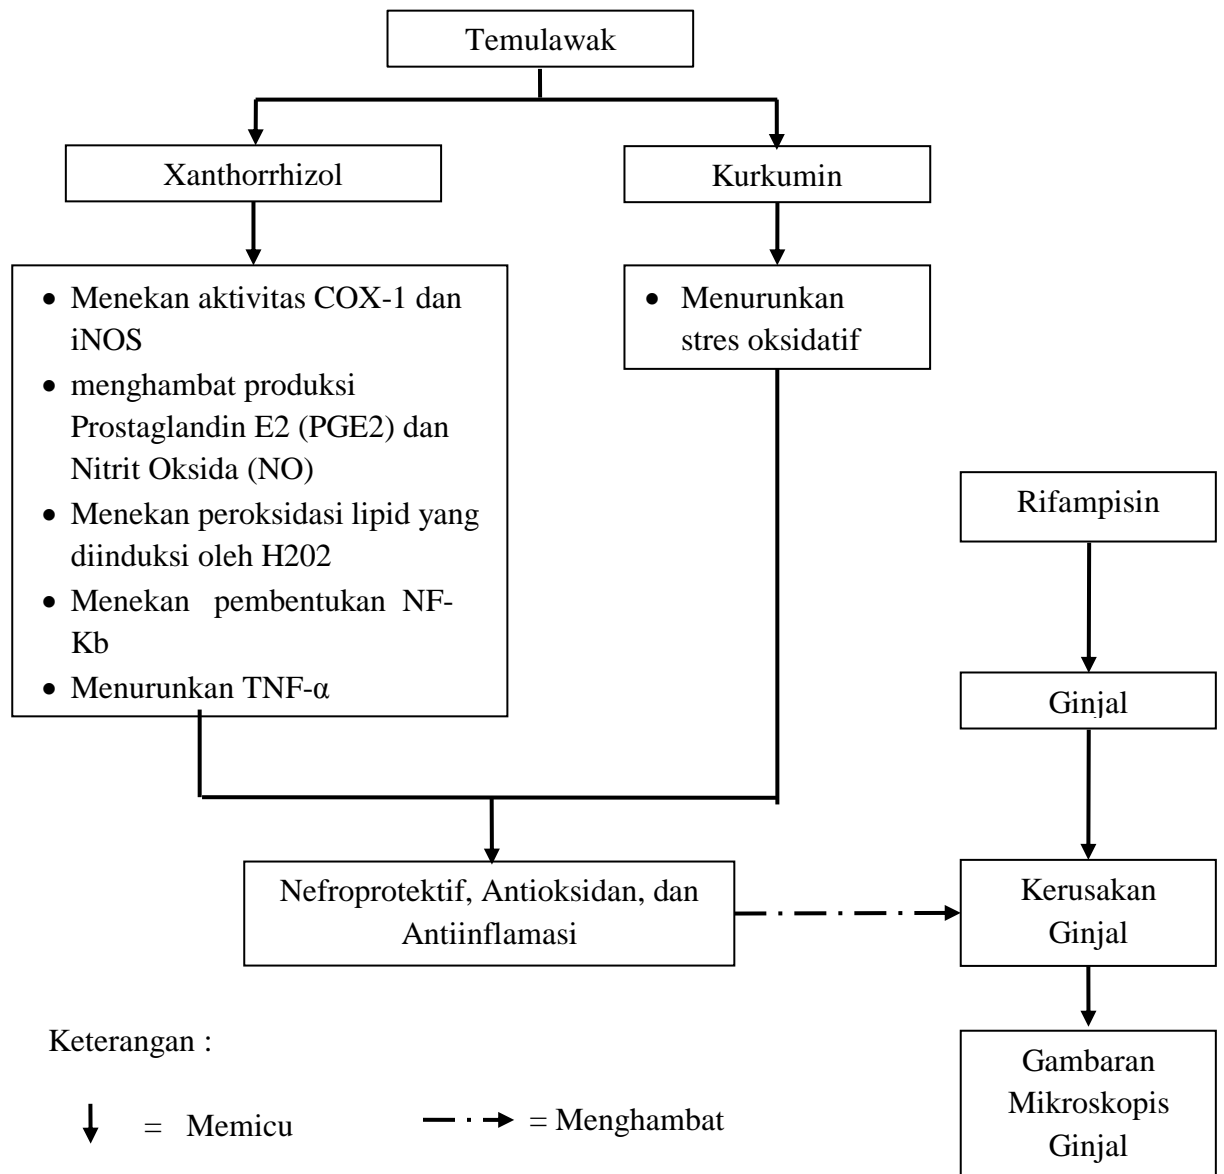 Temulawak
Xanthorrhizol
Kurkumin
• Menekan aktivitas COX-1 dan
iNOS
• menghambat produksi
Prostaglandin E2 (PGE2) dan
Nitrit Oksida (NO)
• Menekan peroksidasi lipid yang
diinduksi oleh H202
• Menekan pembentukan NF-
Kb
• Menurunkan TNF-α
• Menurunkan
stres oksidatif
Rifampisin
Ginjal
Nefroprotektif, Antioksidan, dan
Antiinflamasi
Kerusakan
Ginjal
Gambaran
Mikroskopis
Ginjal
Keterangan :
= Memicu
= Menghambat